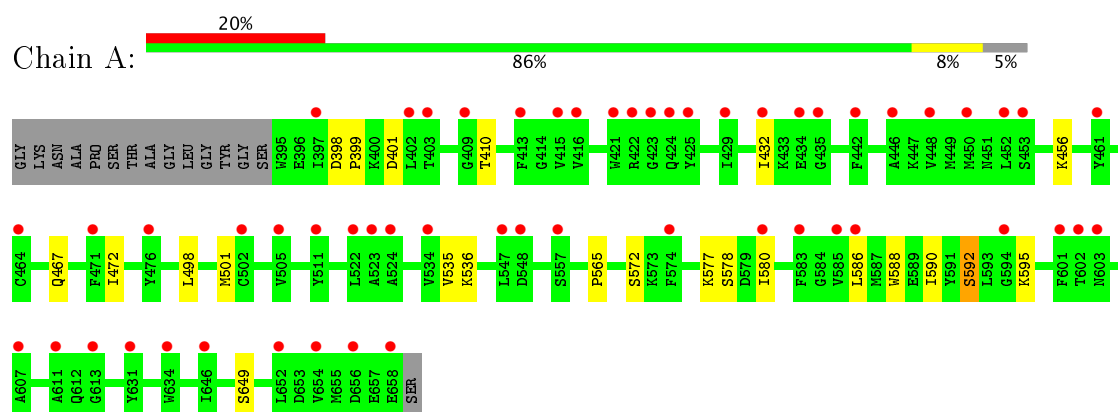 20%
Chain A:
86% 8% 5%
GLY LYS ASN ALA PRO SER THR ALA GLY LEU GLY TYR GLY SER W395 E396 I397 D398 P399 K400 D401 L402 T403 G409 T410 F413 G414 V415 V416 W421 R422 G423 Q424 Y425 I429 I432 K433 E434 G435 F442 A446 K447 V448 M449 M450 N451 L452 S453 K456 Y461
C464 Q467 F471 I472 Y476 L498 M501 C502 V505 Y511 L522 A523 A524 V534 V535 K536 L547 D548 S557 P565 S572 K573 F574 K577 S578 D579 I580 F583 G584 V585 L586 M587 W588 E589 I590 Y591 S592 L593 G594 K595 F601 T602 N603
A607 A611 Q612 G613 Y631 W634 I646 S649 L652 D653 V654 M655 D656 E657 E658 SER